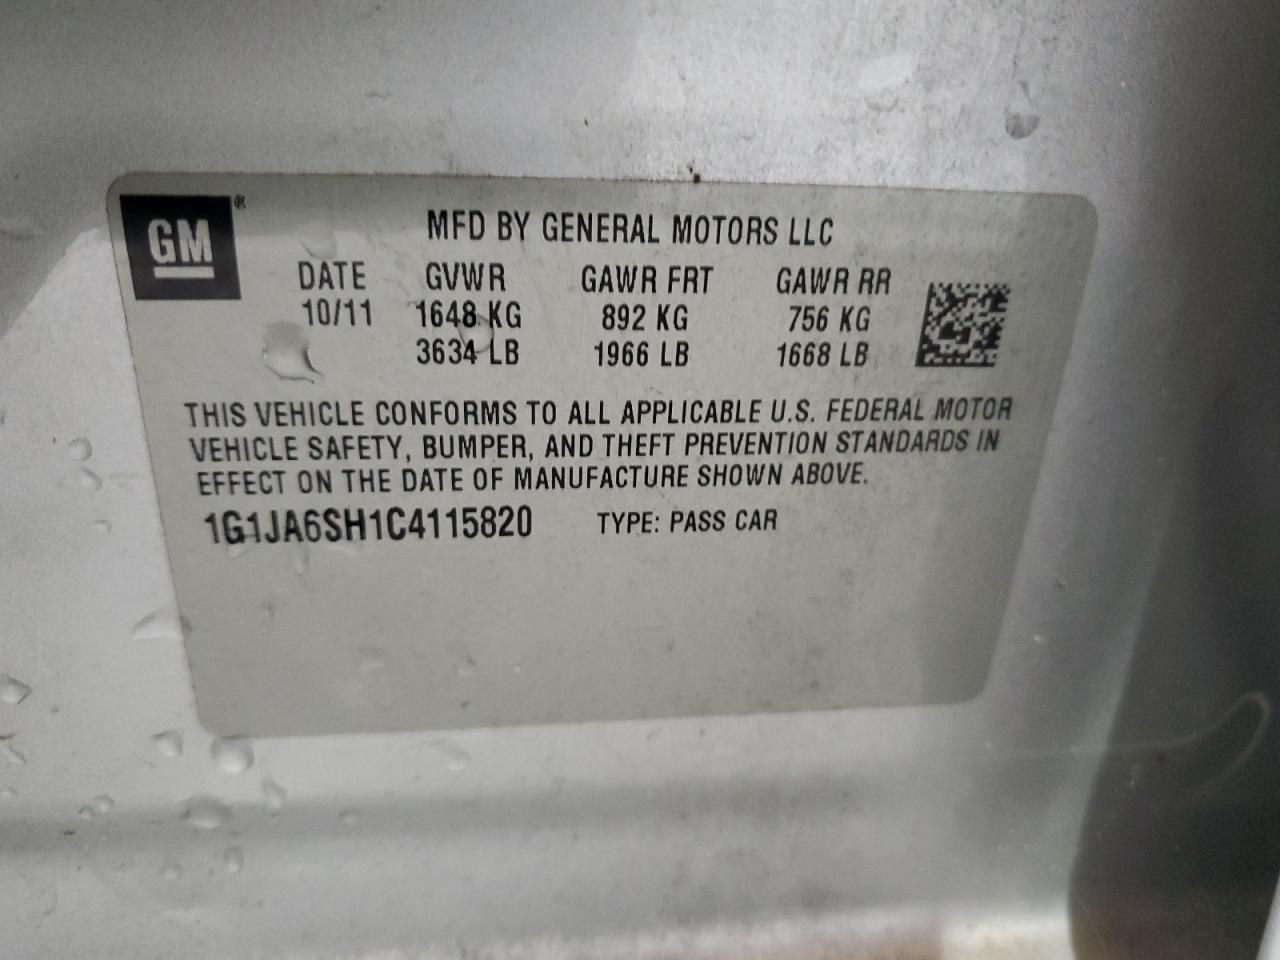 GM®
MFD BY GENERAL MOTORS LLC
DATE GVWR GAWR FRT GAWR RR
10/11 1648 KG 892 KG 756 KG
3634 LB 1966 LB 1668 LB
THIS VEHICLE CONFORMS TO ALL APPLICABLE U.S. FEDERAL MOTOR
VEHICLE SAFETY, BUMPER, AND THEFT PREVENTION STANDARDS IN
EFFECT ON THE DATE OF MANUFACTURE SHOWN ABOVE.
1G1JA6SH1C4115820 TYPE: PASS CAR